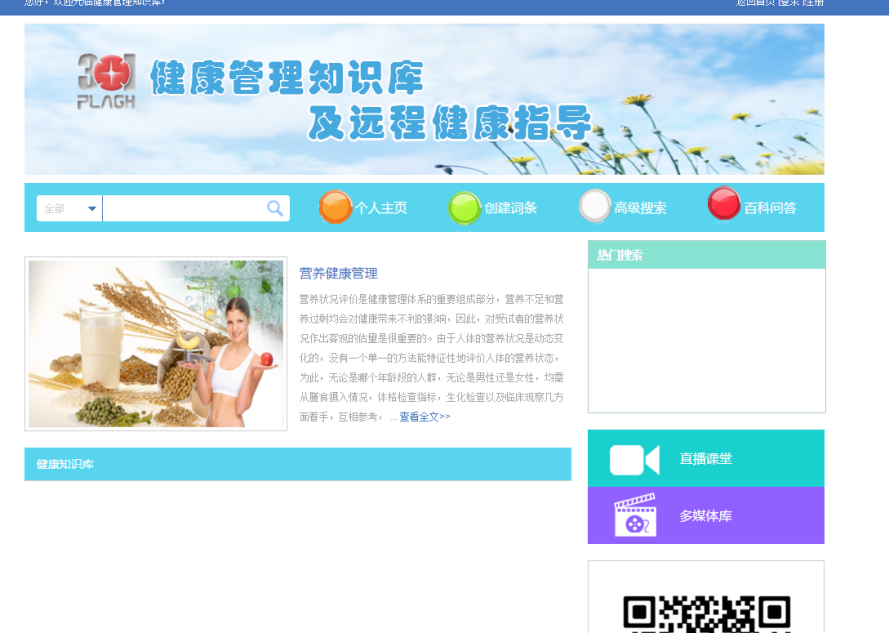 您好，欢迎光临健康管理知识库！
返回首页 |登录 |注册
301
PLAGH
健康管理知识库
及远程健康指导
全部
个人主页
创建词条
高级搜索
百科问答
热门搜索
营养健康管理
营养状况评价是健康管理体系的重要组成部分，营养不足和营
养过剩均会对健康带来不利的影响，因此，对受试者的营养状
况作出客观的估量是很重要的。由于人体的营养状况是动态变
化的，没有一个单一的方法能特征性地评价人体的营养状态，
为此，无论是哪个年龄段的人群，无论是男性还是女性，均需
从膳食摄入情况，体格检查指标，生化检查以及临床观察几方
面着手，互相参考， ... 查看全文>>
健康知识库
直播课堂
多媒体库